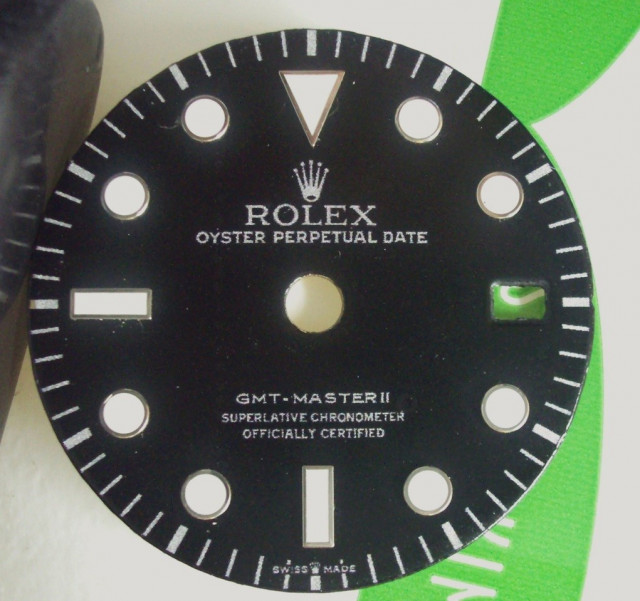 ROLEX
OYSTER PERPETUAL DATE
GMT-MASTER II
SUPERLATIVE CHRONOMETER
OFFICIALLY CERTIFIED
SWISS MADE